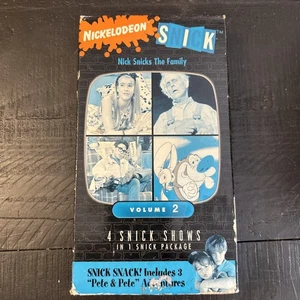 NICKELODEON SNICK™
Nick Snicks The Family
VOLUME 2
4 SNICK SHOWS
IN 1 SNICK PACKAGE
SNICK SNACK! Includes 3
"Pete & Pete" Adventures